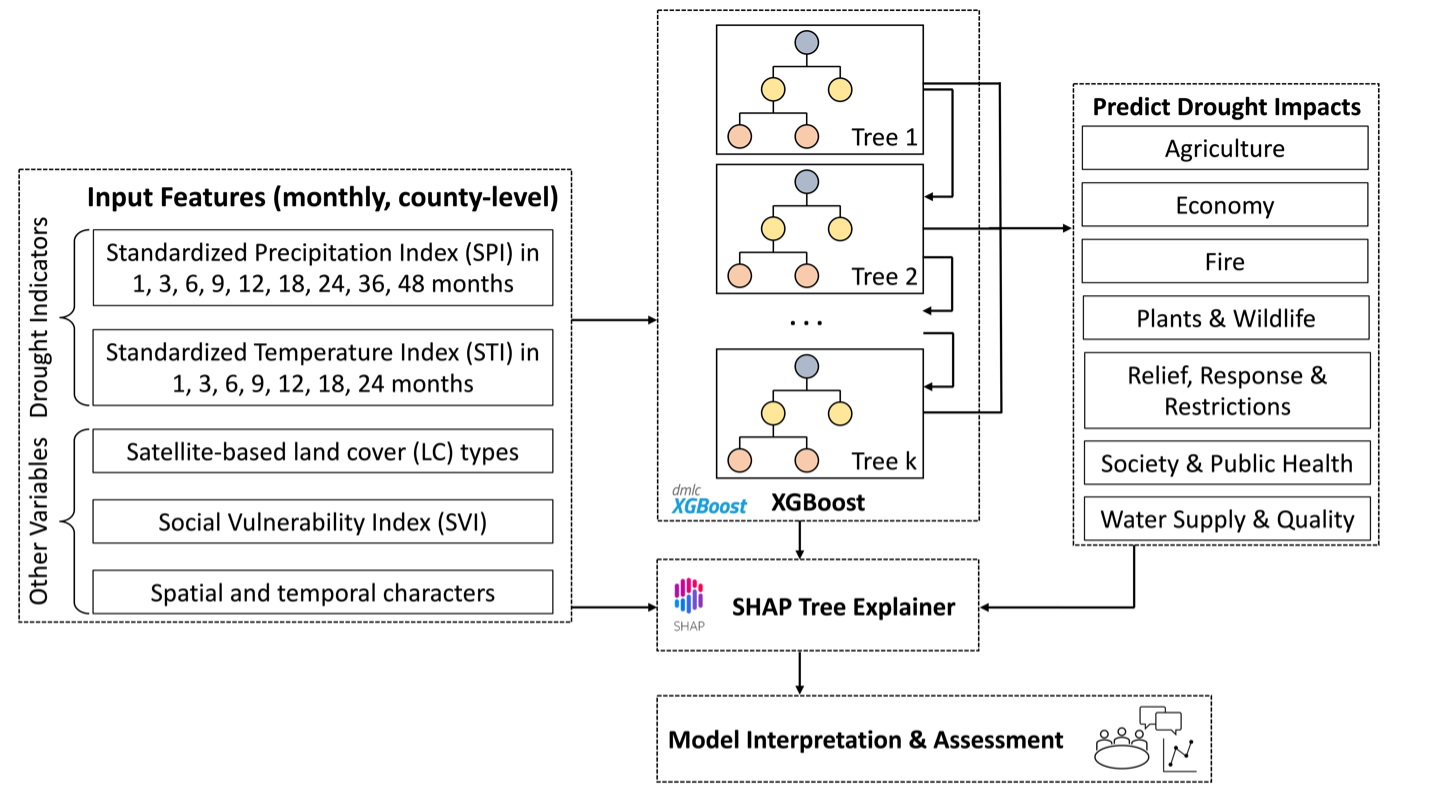 Input Features (monthly, county-level)
Drought Indicators
Standardized Precipitation Index (SPI) in
1, 3, 6, 9, 12, 18, 24, 36, 48 months
Standardized Temperature Index (STI) in
1, 3, 6, 9, 12, 18, 24 months
Other Variables
Satellite-based land cover (LC) types
Social Vulnerability Index (SVI)
Spatial and temporal characters
Tree 1
Tree 2
...
Tree k
dmlc
XGBoost
XGBoost
Predict Drought Impacts
Agriculture
Economy
Fire
Plants & Wildlife
Relief, Response &
Restrictions
Society & Public Health
Water Supply & Quality
SHAP
SHAP Tree Explainer
Model Interpretation & Assessment